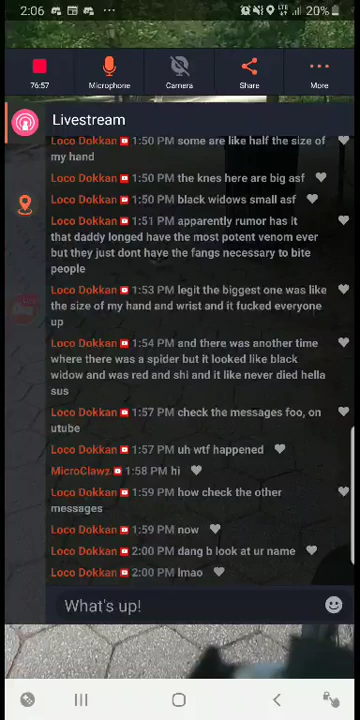 2:06
LTE
20%
76:57
Microphone
Camera
Share
More
Livestream
Loco Dokkan 1:50 PM some are like half the size of
my hand
Loco Dokkan 1:50 PM the knes here are big asf
Loco Dokkan 1:50 PM black widows small asf
Loco Dokkan 1:51 PM apparently rumor has it
that daddy longed have the most potent venom ever
but they just dont have the fangs necessary to bite
people
Loco Dokkan 1:53 PM legit the biggest one was like
the size of my hand and wrist and it fucked everyone
up
Loco Dokkan 1:54 PM and there was another time
where there was a spider but it looked like black
widow and was red and shi and it like never died hella
sus
Loco Dokkan 1:57 PM check the messages foo, on
utube
Loco Dokkan 1:57 PM uh wtf happened
MicroClawz 1:58 PM hi
Loco Dokkan 1:59 PM how check the other
messages
Loco Dokkan 1:59 PM now
Loco Dokkan 2:00 PM dang b look at ur name
Loco Dokkan 2:00 PM lmao
What's up!